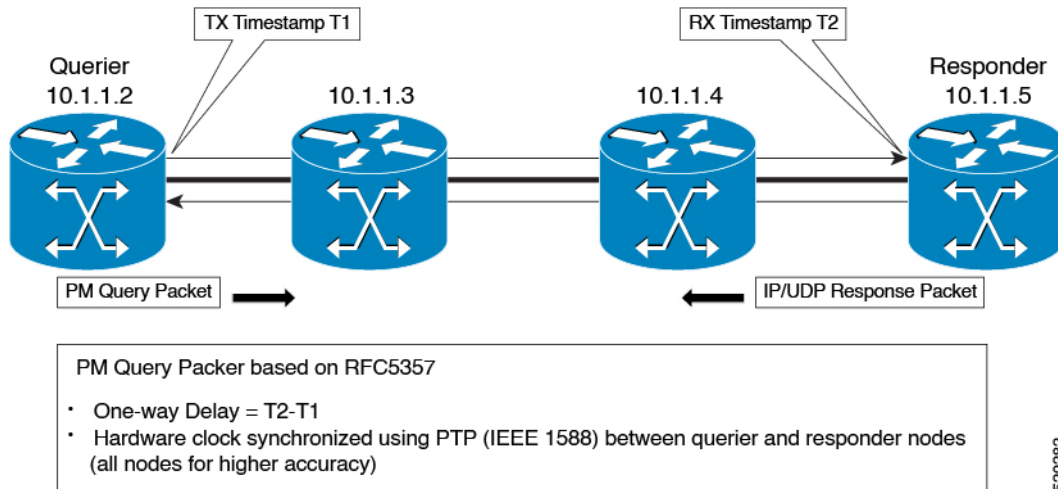 TX Timestamp T1
RX Timestamp T2
Querier
10.1.1.2
10.1.1.3
10.1.1.4
Responder
10.1.1.5
PM Query Packet
IP/UDP Response Packet
PM Query Packer based on RFC5357
• One-way Delay = T2-T1
• Hardware clock synchronized using PTP (IEEE 1588) between querier and responder nodes
(all nodes for higher accuracy)